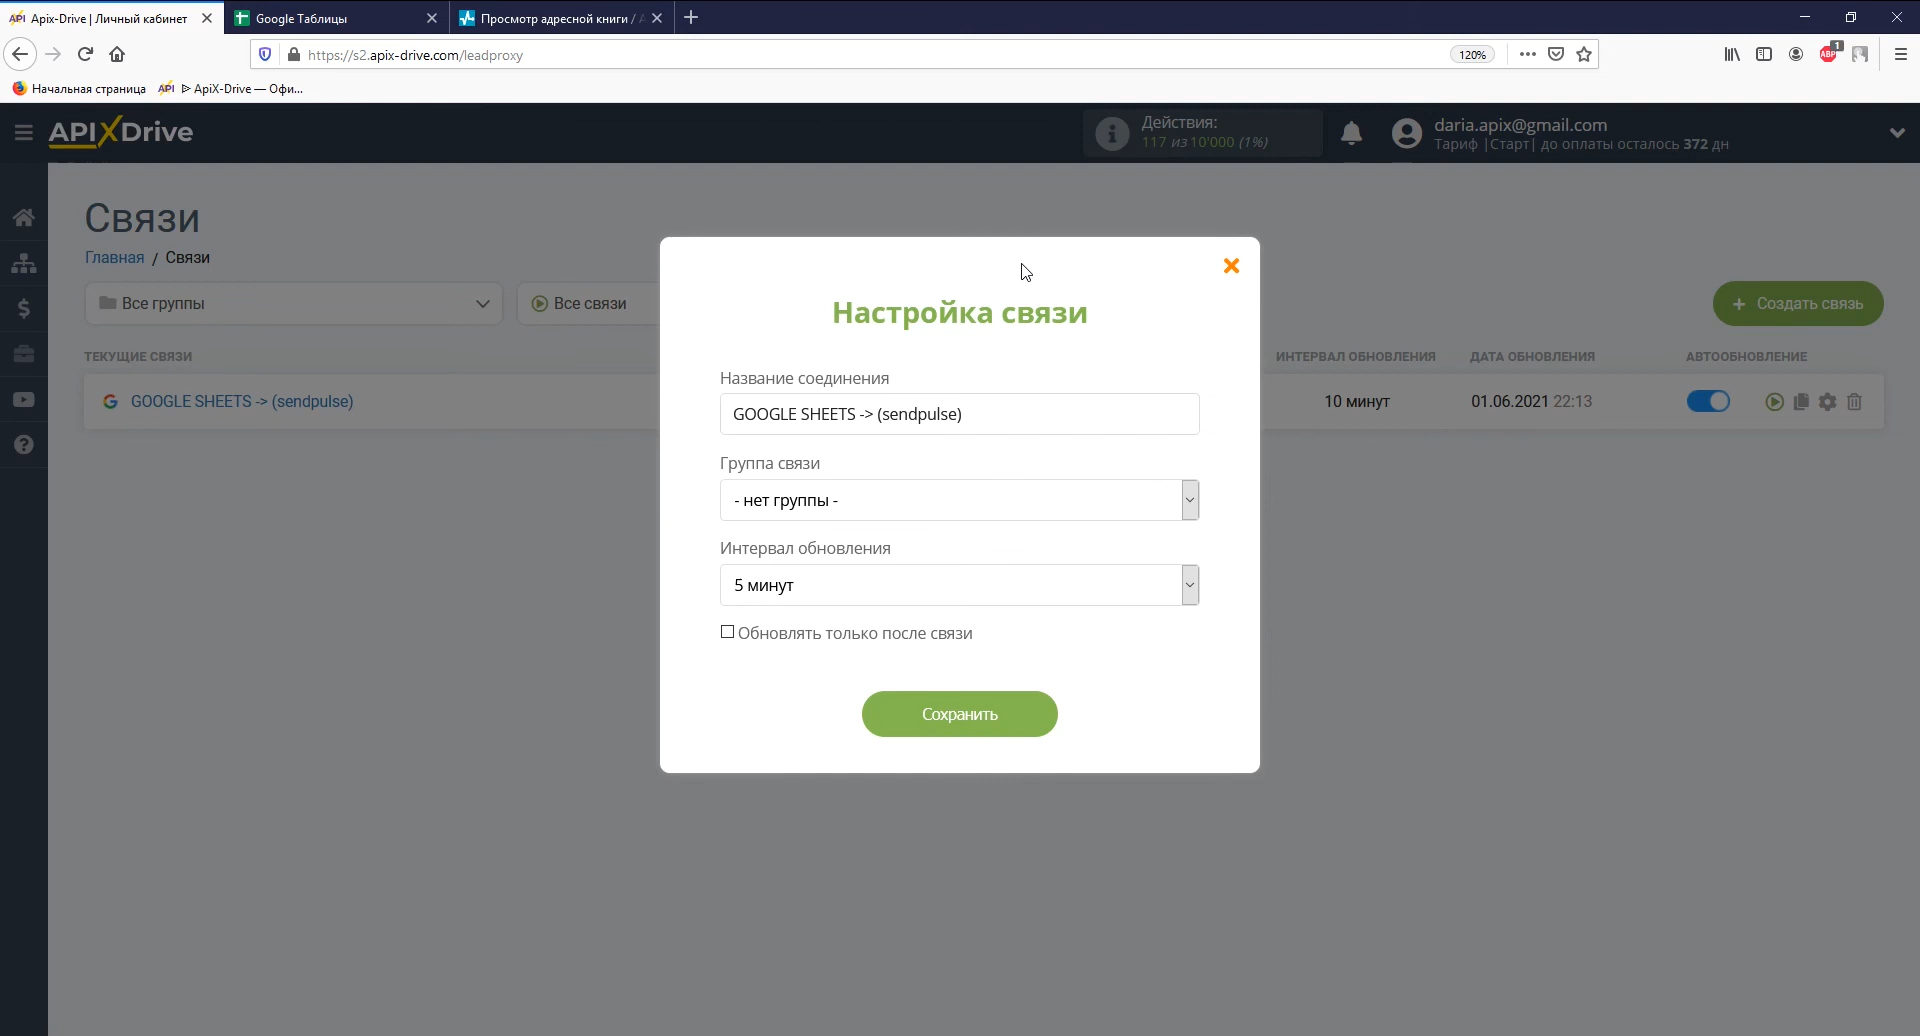 Apix-Drive | Личный кабинет
Google Таблицы
Просмотр адресной книги /
https://s2.apix-drive.com/leadproxy
120%
ABP
1
Начальная страница
API
ApiX-Drive — Офи...
APIXDrive
Действия:
117 из 10'000 (1%)
daria.apix@gmail.com
Тариф |Старт| до оплаты осталось 372 дн
Связи
Главная / Связи
Все группы
Все связи
+ Создать связь
ТЕКУЩИЕ СВЯЗИ
ИНТЕРВАЛ ОБНОВЛЕНИЯ
ДАТА ОБНОВЛЕНИЯ
АВТООБНОВЛЕНИЕ
GOOGLE SHEETS -> (sendpulse)
10 минут
01.06.2021 22:13
Настройка связи
Название соединения
GOOGLE SHEETS -> (sendpulse)
Группа связи
- нет группы -
Интервал обновления
5 минут
Обновлять только после связи
Сохранить